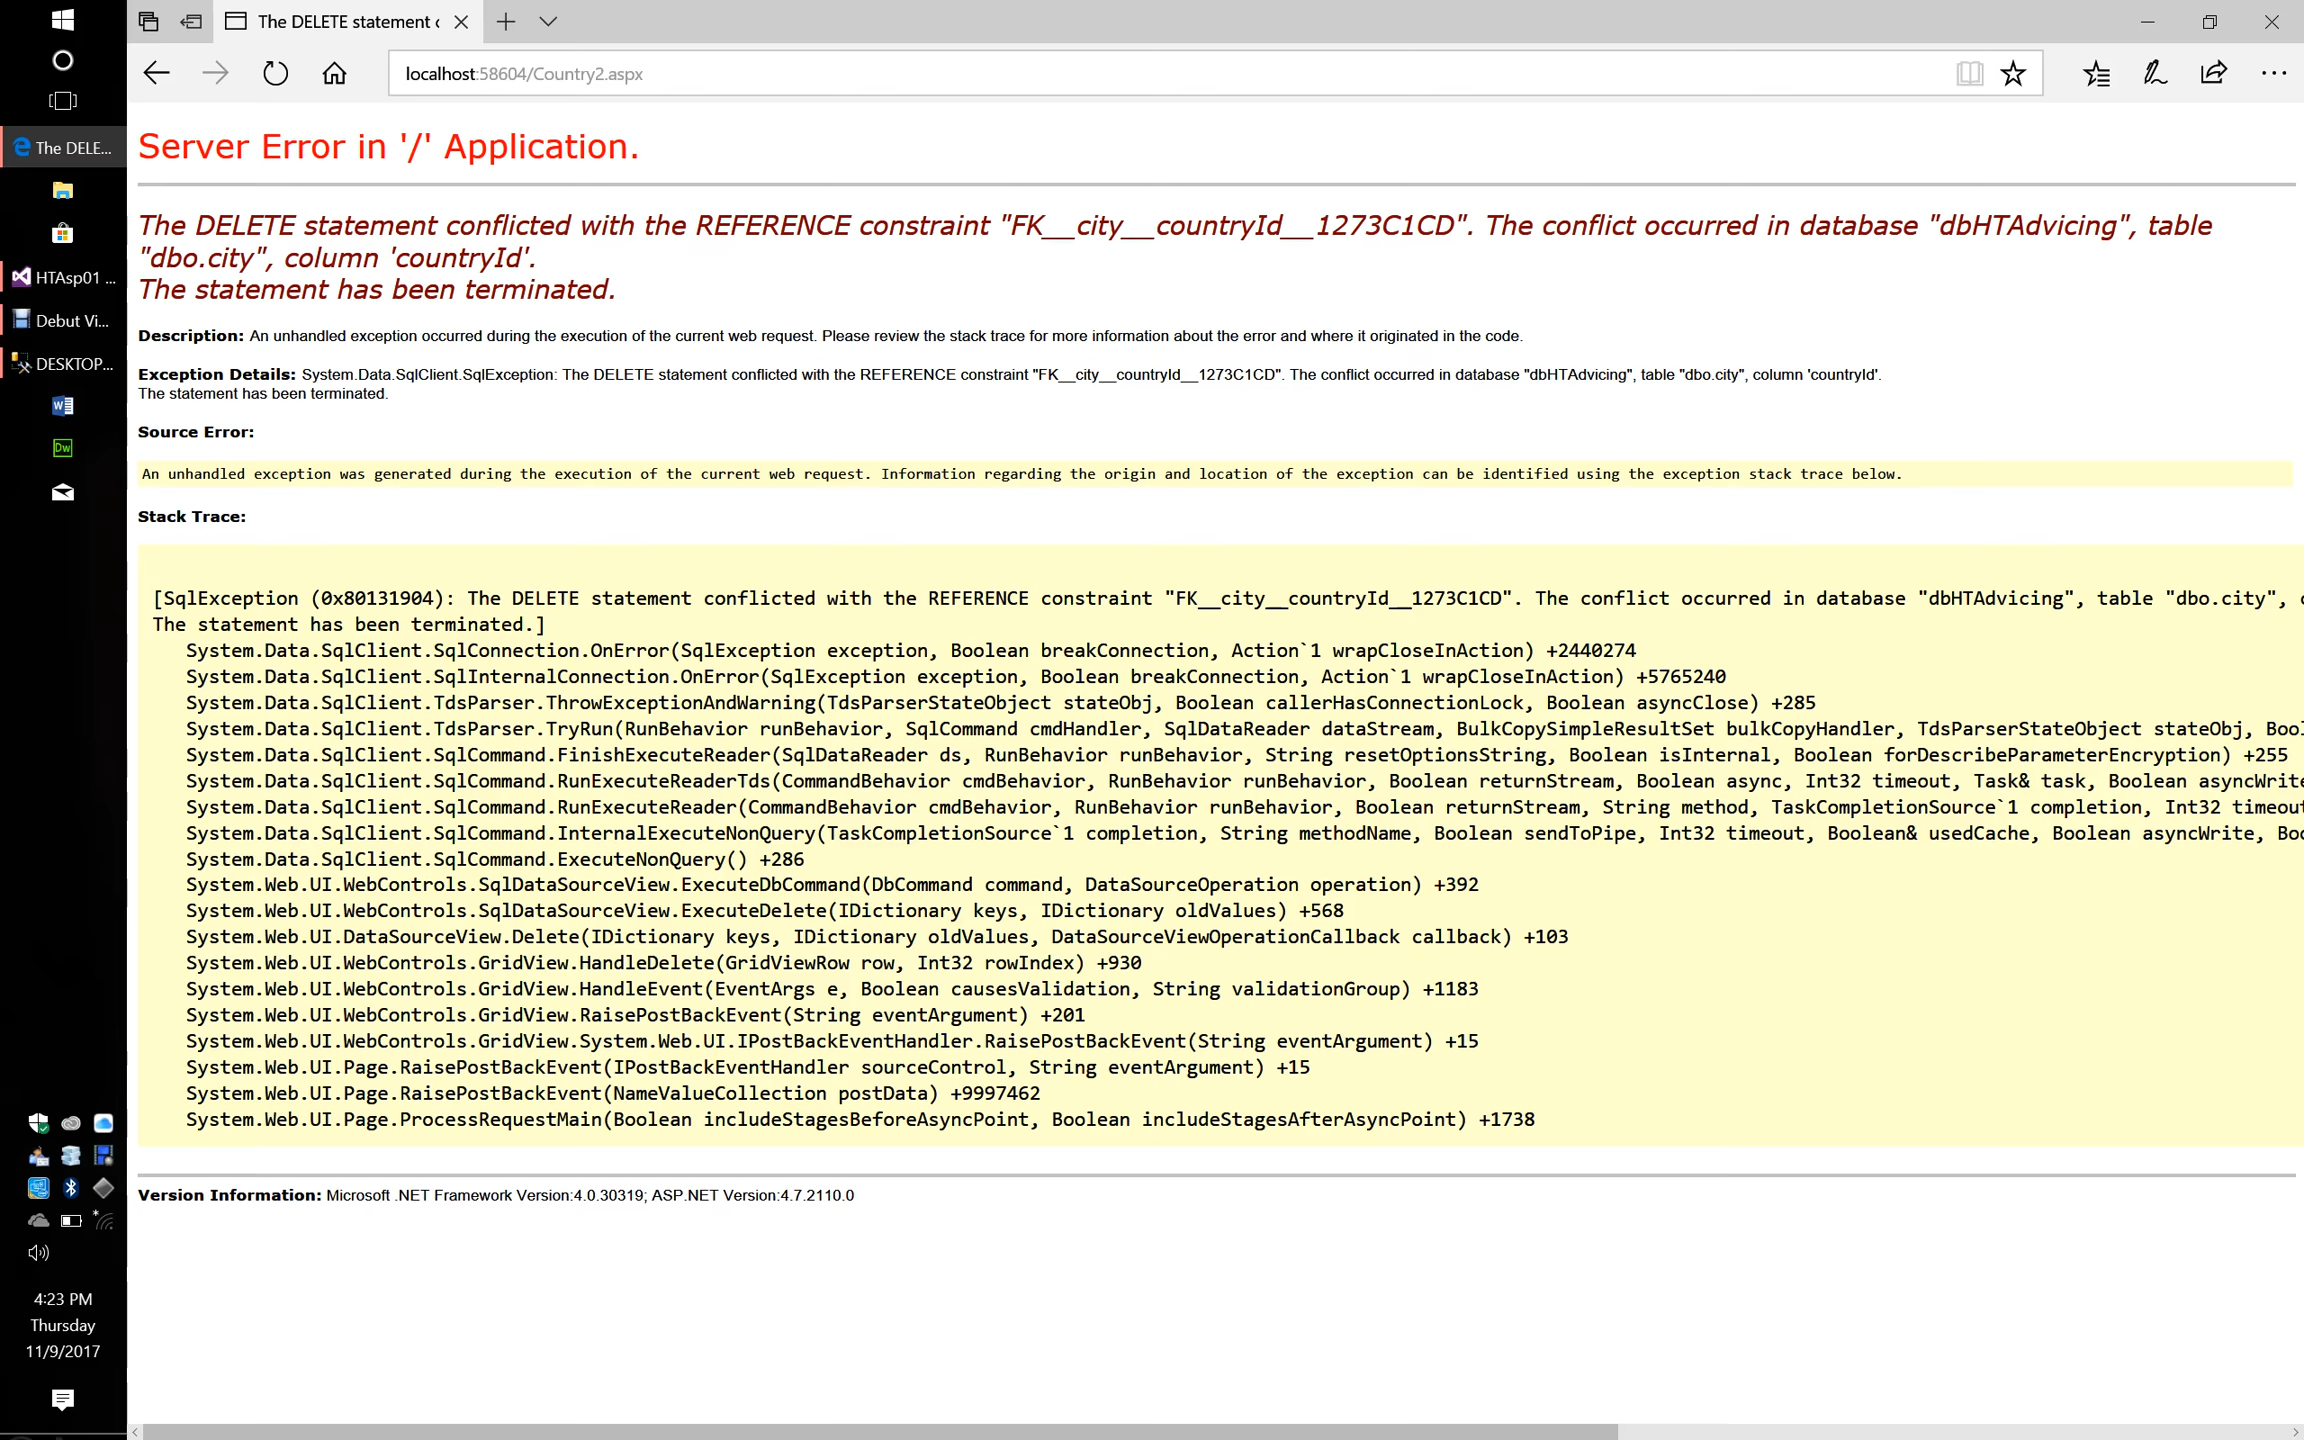 The DELETE statement c
localhost:58604/Country2.aspx
The DELE...
HTAsp01 ...
Debut Vi...
DESKTOP...
Dw
4:23 PM
Thursday
11/9/2017
Server Error in '/' Application.
The DELETE statement conflicted with the REFERENCE constraint "FK__city__countryId__1273C1CD". The conflict occurred in database "dbHTAdvicing", table
"dbo.city", column 'countryId'.
The statement has been terminated.
Description: An unhandled exception occurred during the execution of the current web request. Please review the stack trace for more information about the error and where it originated in the code.
Exception Details: System.Data.SqlClient.SqlException: The DELETE statement conflicted with the REFERENCE constraint "FK__city__countryId__1273C1CD". The conflict occurred in database "dbHTAdvicing", table "dbo.city", column 'countryId'.
The statement has been terminated.
Source Error:
An unhandled exception was generated during the execution of the current web request. Information regarding the origin and location of the exception can be identified using the exception stack trace below.
Stack Trace:
[SqlException (0x80131904): The DELETE statement conflicted with the REFERENCE constraint "FK__city__countryId__1273C1CD". The conflict occurred in database "dbHTAdvicing", table "dbo.city",
The statement has been terminated.]
System.Data.SqlClient.SqlConnection.OnError(SqlException exception, Boolean breakConnection, Action`1 wrapCloseInAction) +2440274
System.Data.SqlClient.SqlInternalConnection.OnError(SqlException exception, Boolean breakConnection, Action`1 wrapCloseInAction) +5765240
System.Data.SqlClient.TdsParser.ThrowExceptionAndWarning(TdsParserStateObject stateObj, Boolean callerHasConnectionLock, Boolean asyncClose) +285
System.Data.SqlClient.TdsParser.TryRun(RunBehavior runBehavior, SqlCommand cmdHandler, SqlDataReader dataStream, BulkCopySimpleResultSet bulkCopyHandler, TdsParserStateObject stateObj, Bool
System.Data.SqlClient.SqlCommand.FinishExecuteReader(SqlDataReader ds, RunBehavior runBehavior, String resetOptionsString, Boolean isInternal, Boolean forDescribeParameterEncryption) +255
System.Data.SqlClient.SqlCommand.RunExecuteReaderTds(CommandBehavior cmdBehavior, RunBehavior runBehavior, Boolean returnStream, Boolean async, Int32 timeout, Task& task, Boolean asyncWrite
System.Data.SqlClient.SqlCommand.RunExecuteReader(CommandBehavior cmdBehavior, RunBehavior runBehavior, Boolean returnStream, String method, TaskCompletionSource`1 completion, Int32 timeout
System.Data.SqlClient.SqlCommand.InternalExecuteNonQuery(TaskCompletionSource`1 completion, String methodName, Boolean sendToPipe, Int32 timeout, Boolean& usedCache, Boolean asyncWrite, Boo
System.Data.SqlClient.SqlCommand.ExecuteNonQuery() +286
System.Web.UI.WebControls.SqlDataSourceView.ExecuteDbCommand(DbCommand command, DataSourceOperation operation) +392
System.Web.UI.WebControls.SqlDataSourceView.ExecuteDelete(IDictionary keys, IDictionary oldValues) +568
System.Web.UI.DataSourceView.Delete(IDictionary keys, IDictionary oldValues, DataSourceViewOperationCallback callback) +103
System.Web.UI.WebControls.GridView.HandleDelete(GridViewRow row, Int32 rowIndex) +930
System.Web.UI.WebControls.GridView.HandleEvent(EventArgs e, Boolean causesValidation, String validationGroup) +1183
System.Web.UI.WebControls.GridView.RaisePostBackEvent(String eventArgument) +201
System.Web.UI.WebControls.GridView.System.Web.UI.IPostBackEventHandler.RaisePostBackEvent(String eventArgument) +15
System.Web.UI.Page.RaisePostBackEvent(IPostBackEventHandler sourceControl, String eventArgument) +15
System.Web.UI.Page.RaisePostBackEvent(NameValueCollection postData) +9997462
System.Web.UI.Page.ProcessRequestMain(Boolean includeStagesBeforeAsyncPoint, Boolean includeStagesAfterAsyncPoint) +1738
Version Information: Microsoft .NET Framework Version:4.0.30319; ASP.NET Version:4.7.2110.0